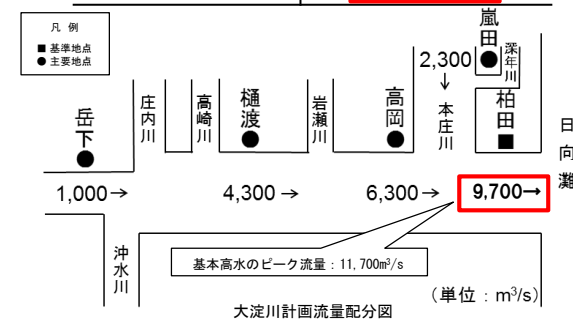 凡 例
■ 基準地点
● 主要地点
岳下
庄内川
高崎川
樋渡
岩瀬川
高岡
2,300
↓
本庄川
嵐田
深年川
柏田
日向灘
1,000→
4,300→
6,300→
9,700→
沖水川
基本高水のピーク流量：11,700m³/s
（単位：m³/s）
大淀川計画流量配分図